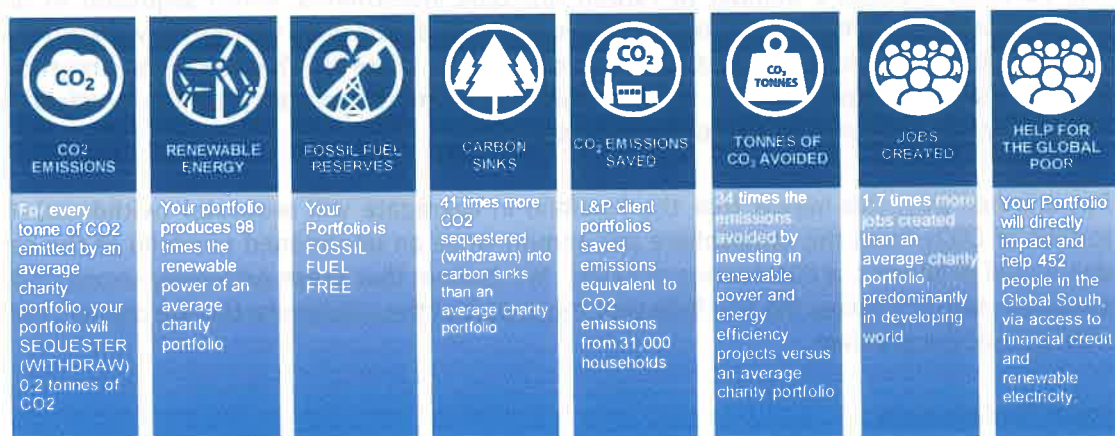 CO₂
CO2
EMISSIONS
For every
tonne of CO2
emitted by an
average
charity
portfolio, your
portfolio will
SEQUESTER
(WITHDRAW)
0.2 tonnes of
CO2
RENEWABLE
ENERGY
Your portfolio
produces 98
times the
renewable
power of an
average
charity
portfolio
FOSSIL FUEL
RESERVES
Your
Portfolio is
FOSSIL
FUEL
FREE
CARBON
SINKS
41 times more
CO2
sequestered
(withdrawn) into
carbon sinks
than an
average charity
portfolio
CO₂
CO₂ EMISSIONS
SAVED
L&P client
portfolios
saved
emissions
equivalent to
CO2
emissions
from 31,000
households
CO₂
TONNES
TONNES OF
CO₂ AVOIDED
34 times the
emissions
avoided by
investing in
renewable
power and
energy
efficiency
projects versus
an average
charity portfolio
JOBS
CREATED
1.7 times more
jobs created
than an
average charity
portfolio,
predominantly
in developing
world
HELP FOR
THE GLOBAL
POOR
Your Portfolio
will directly
impact and
help 452
people in the
Global South,
via access to
financial credit
and
renewable
electricity.